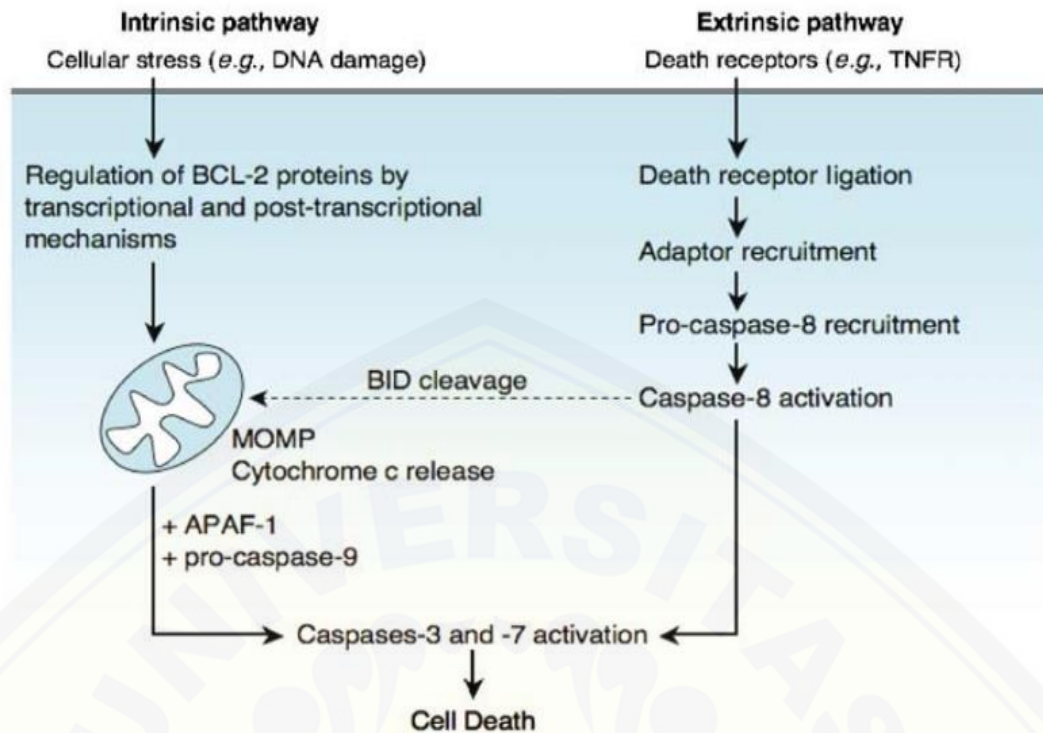 Intrinsic pathway
Cellular stress (e.g., DNA damage)
Extrinsic pathway
Death receptors (e.g., TNFR)
Regulation of BCL-2 proteins by
transcriptional and post-transcriptional
mechanisms
Death receptor ligation
Adaptor recruitment
Pro-caspase-8 recruitment
Caspase-8 activation
BID cleavage
MOMP
Cytochrome c release
+ APAF-1
+ pro-caspase-9
Caspases-3 and -7 activation
Cell Death
UNIVERSITAS